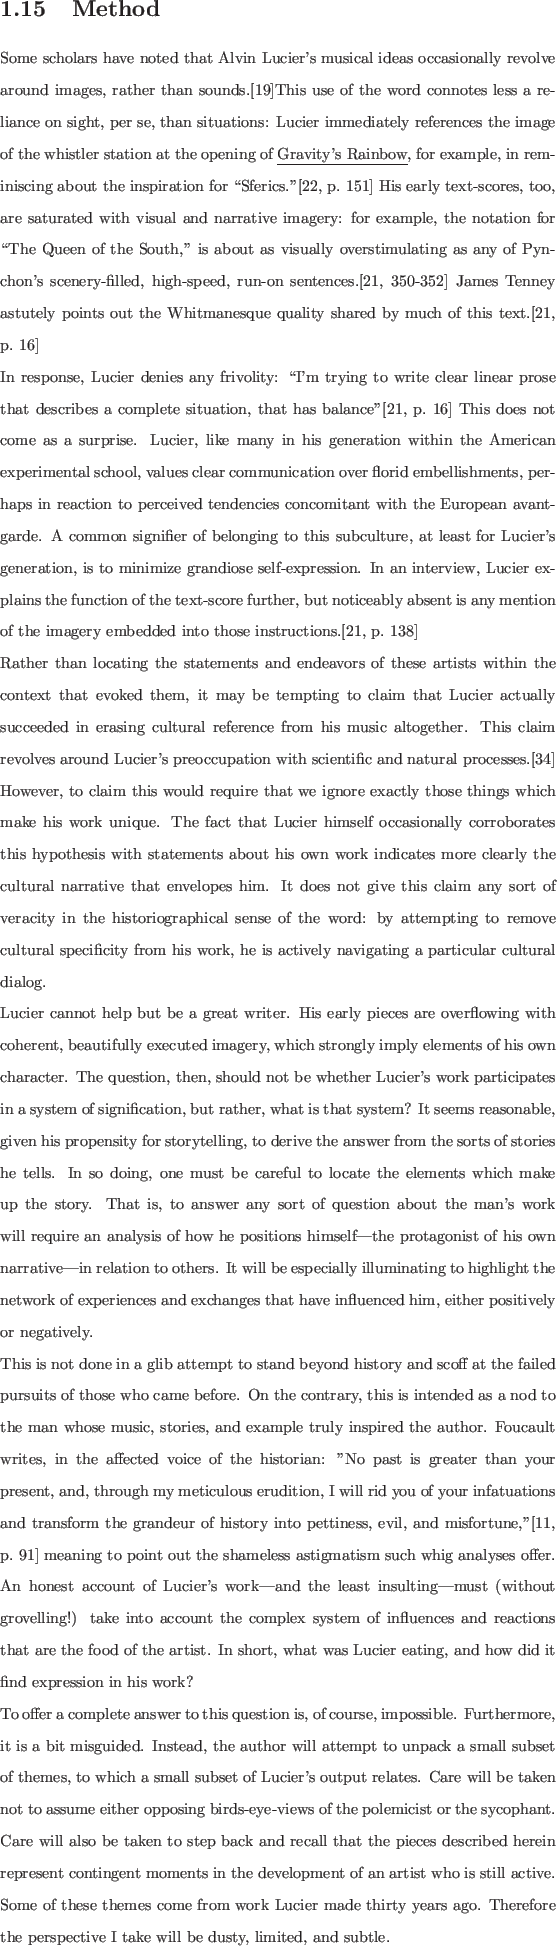 1.15 Method
Some scholars have noted that Alvin Lucier's musical ideas occasionally revolve
around images, rather than sounds.[19]This use of the word connotes less a re-
liance on sight, per se, than situations: Lucier immediately references the image
of the whistler station at the opening of Gravity's Rainbow, for example, in rem-
iniscing about the inspiration for “Sferics.”[22, p. 151] His early text-scores, too,
are saturated with visual and narrative imagery: for example, the notation for
“The Queen of the South,” is about as visually overstimulating as any of Pyn-
chon's scenery-filled, high-speed, run-on sentences.[21, 350-352] James Tenney
astutely points out the Whitmanesque quality shared by much of this text.[21,
p. 16]
In response, Lucier denies any frivolity: “I'm trying to write clear linear prose
that describes a complete situation, that has balance”[21, p. 16] This does not
come as a surprise. Lucier, like many in his generation within the American
experimental school, values clear communication over florid embellishments, per-
haps in reaction to perceived tendencies concomitant with the European avant-
garde. A common signifier of belonging to this subculture, at least for Lucier's
generation, is to minimize grandiose self-expression. In an interview, Lucier ex-
plains the function of the text-score further, but noticeably absent is any mention
of the imagery embedded into those instructions.[21, p. 138]
Rather than locating the statements and endeavors of these artists within the
context that evoked them, it may be tempting to claim that Lucier actually
succeeded in erasing cultural reference from his music altogether. This claim
revolves around Lucier's preoccupation with scientific and natural processes.[34]
However, to claim this would require that we ignore exactly those things which
make his work unique. The fact that Lucier himself occasionally corroborates
this hypothesis with statements about his own work indicates more clearly the
cultural narrative that envelopes him. It does not give this claim any sort of
veracity in the historiographical sense of the word: by attempting to remove
cultural specificity from his work, he is actively navigating a particular cultural
dialog.
Lucier cannot help but be a great writer. His early pieces are overflowing with
coherent, beautifully executed imagery, which strongly imply elements of his own
character. The question, then, should not be whether Lucier's work participates
in a system of signification, but rather, what is that system? It seems reasonable,
given his propensity for storytelling, to derive the answer from the sorts of stories
he tells. In so doing, one must be careful to locate the elements which make
up the story. That is, to answer any sort of question about the man's work
will require an analysis of how he positions himself—the protagonist of his own
narrative—in relation to others. It will be especially illuminating to highlight the
network of experiences and exchanges that have influenced him, either positively
or negatively.
This is not done in a glib attempt to stand beyond history and scoff at the failed
pursuits of those who came before. On the contrary, this is intended as a nod to
the man whose music, stories, and example truly inspired the author. Foucault
writes, in the affected voice of the historian: ”No past is greater than your
present, and, through my meticulous erudition, I will rid you of your infatuations
and transform the grandeur of history into pettiness, evil, and misfortune,”[11,
p. 91] meaning to point out the shameless astigmatism such whig analyses offer.
An honest account of Lucier's work—and the least insulting—must (without
grovelling!) take into account the complex system of influences and reactions
that are the food of the artist. In short, what was Lucier eating, and how did it
find expression in his work?
To offer a complete answer to this question is, of course, impossible. Furthermore,
it is a bit misguided. Instead, the author will attempt to unpack a small subset
of themes, to which a small subset of Lucier's output relates. Care will be taken
not to assume either opposing birds-eye-views of the polemicist or the sycophant.
Care will also be taken to step back and recall that the pieces described herein
represent contingent moments in the development of an artist who is still active.
Some of these themes come from work Lucier made thirty years ago. Therefore
the perspective I take will be dusty, limited, and subtle.